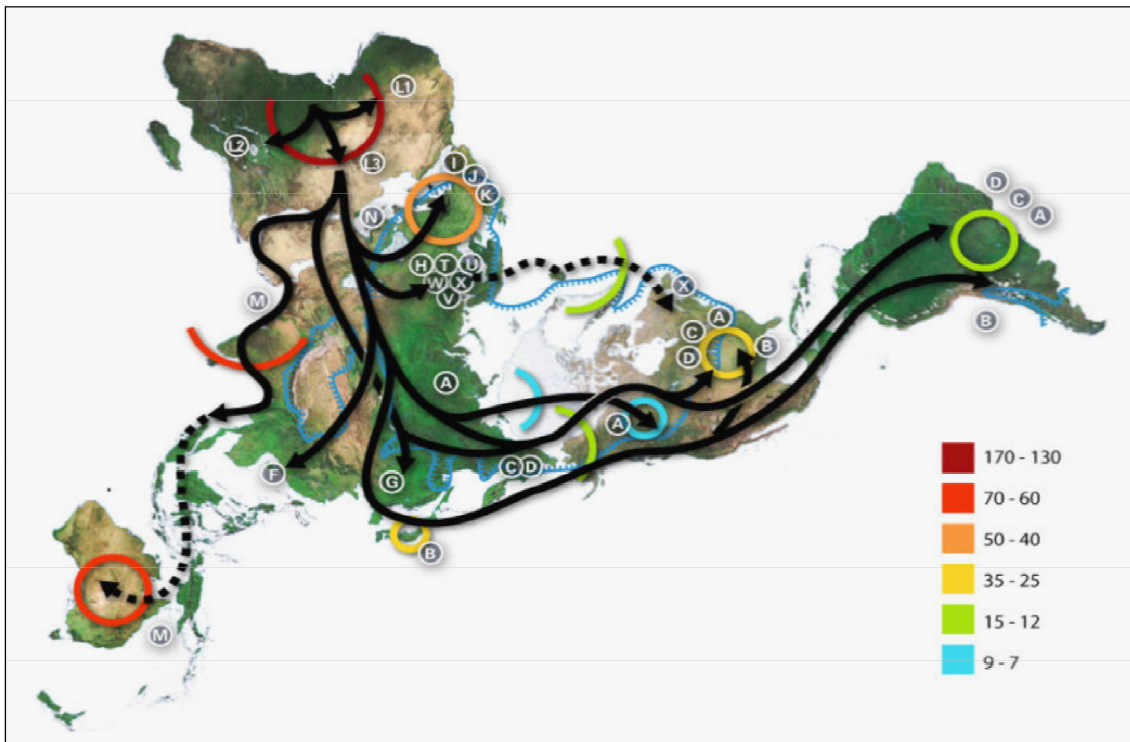 L1
L2
L3
I
J
K
N
H T U
W X
V
M
X
A
C
D
B
A
A
C D
F
G
B
M
D
C
A
B
170 - 130
70 - 60
50 - 40
35 - 25
15 - 12
9 - 7